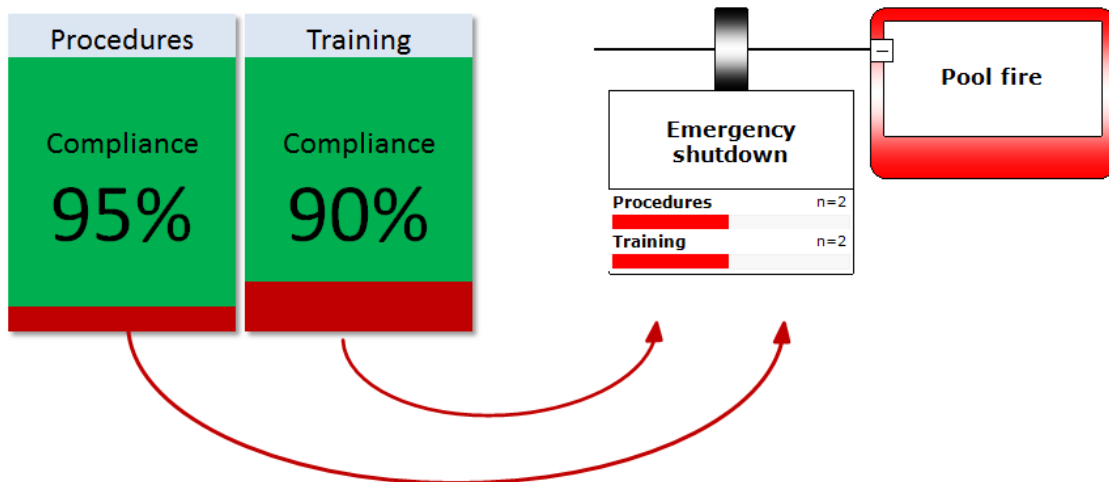 Procedures
Compliance
95%
Training
Compliance
90%
Emergency
shutdown
Procedures n=2
Training n=2
Pool fire